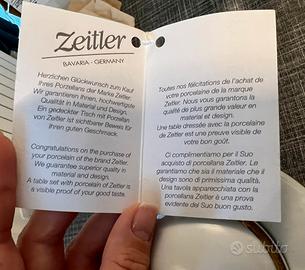 Zeitler
BAVARIA - GERMANY
Herzlichen Glückwunsch zum Kauf
Ihres Porzellans der Marke Zeitler.
Wir garantieren Ihnen, hochwertigste
Qualität in Material und Design.
Ein gedeckter Tisch mit Porzellan
von Zeitler ist sichtbarer Beweis für
Ihren guten Geschmack.
Congratulations on the purchase of
your porcelain of the brand Zeitler.
We guarantee superior quality in
material and design.
A table set with porcelain of Zeitler is
a visible proof of your good taste.
Toutes nos félicitations de l'achat de
votre porcelaine de la marque
Zeitler. Nous vous garantons la
qualité de plus grande valeur en
matériel et design.
Une table dressée avec la porcelaine
de Zeitler est une preuve visible de
votre bon goût.
Ci complimentiamo per il Suo
acquisto di porcellana Zeitler. Le
garantiamo che sia il materiale che il
design sono di primissima qualità.
Una tavola apparecchiata con la
porcellana Zeitler è una prova
evidente del Suo buon gusto.
subito